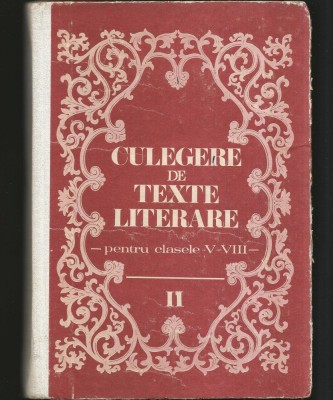 CULEGERE
DE
TEXTE
LITERARE
—pentru clasele V-VIII—
II